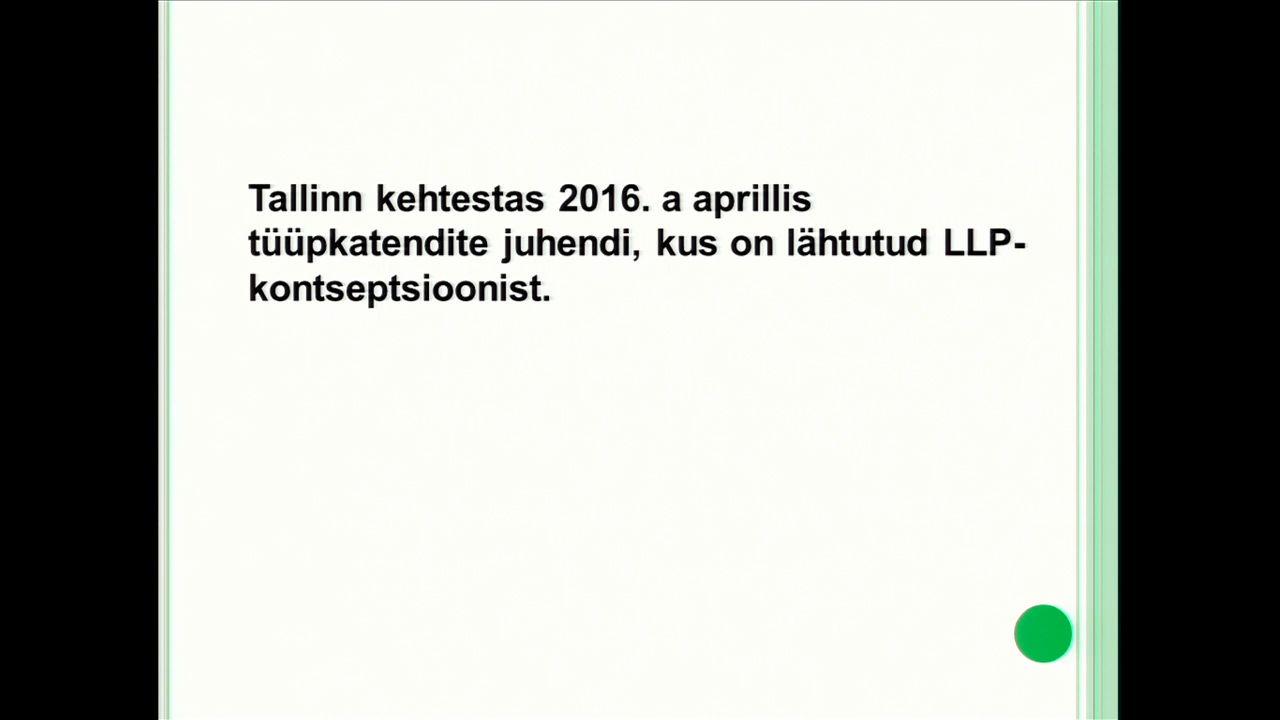 Tallinn kehtestas 2016. a aprillis
tüüpkatendite juhendi, kus on lähtutud LLP-
kontseptsioonist.